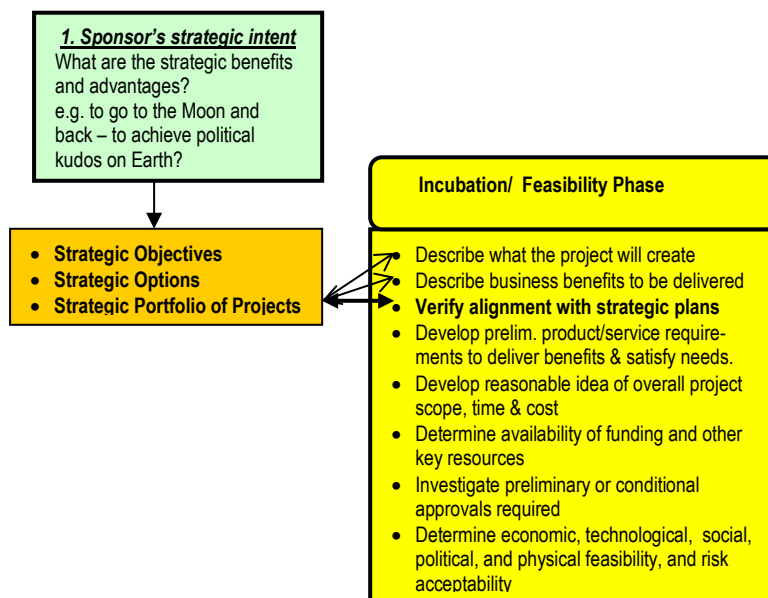 1. Sponsor's strategic intent
What are the strategic benefits
and advantages?
e.g. to go to the Moon and
back – to achieve political
kudos on Earth?
• Strategic Objectives
• Strategic Options
• Strategic Portfolio of Projects
Incubation/ Feasibility Phase
• Describe what the project will create
• Describe business benefits to be delivered
• Verify alignment with strategic plans
• Develop prelim. product/service require-
ments to deliver benefits & satisfy needs.
• Develop reasonable idea of overall project
scope, time & cost
• Determine availability of funding and other
key resources
• Investigate preliminary or conditional
approvals required
• Determine economic, technological, social,
political, and physical feasibility, and risk
acceptability